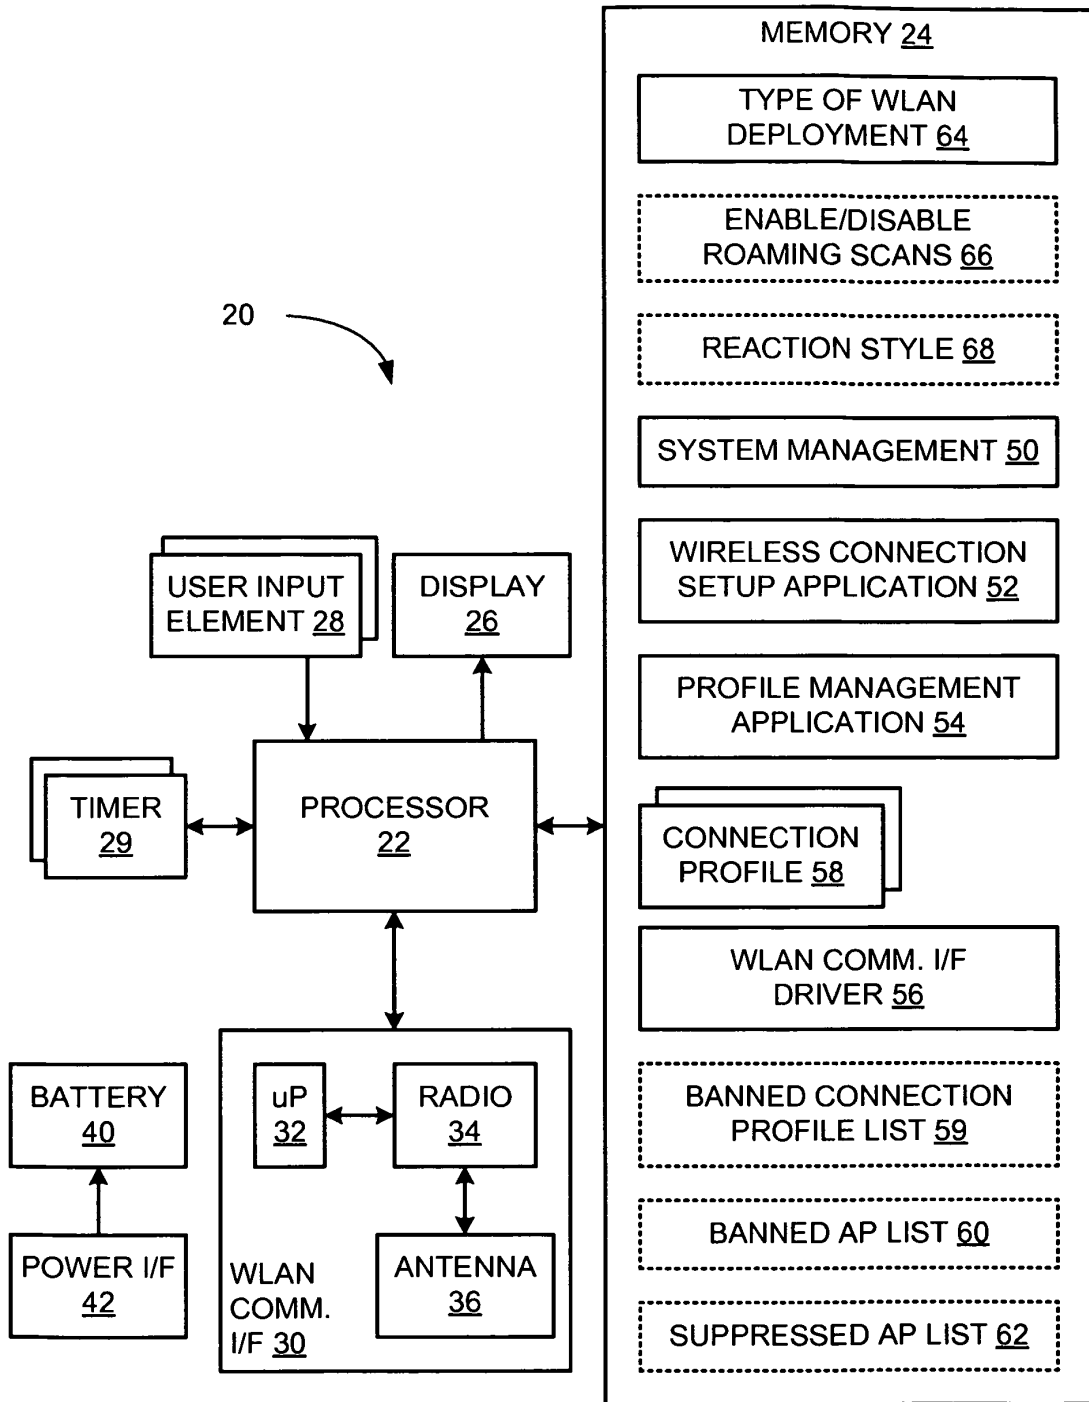 MEMORY 24
TYPE OF WLAN
DEPLOYMENT 64
ENABLE/DISABLE
ROAMING SCANS 66
20
REACTION STYLE 68
SYSTEM MANAGEMENT 50
WIRELESS CONNECTION
SETUP APPLICATION 52
USER INPUT
ELEMENT 28
DISPLAY
26
PROFILE MANAGEMENT
APPLICATION 54
TIMER
29
PROCESSOR
22
CONNECTION
PROFILE 58
WLAN COMM. I/F
DRIVER 56
BATTERY
40
uP
32
RADIO
34
BANNED CONNECTION
PROFILE LIST 59
POWER I/F
42
WLAN
COMM.
I/F 30
ANTENNA
36
BANNED AP LIST 60
SUPPRESSED AP LIST 62